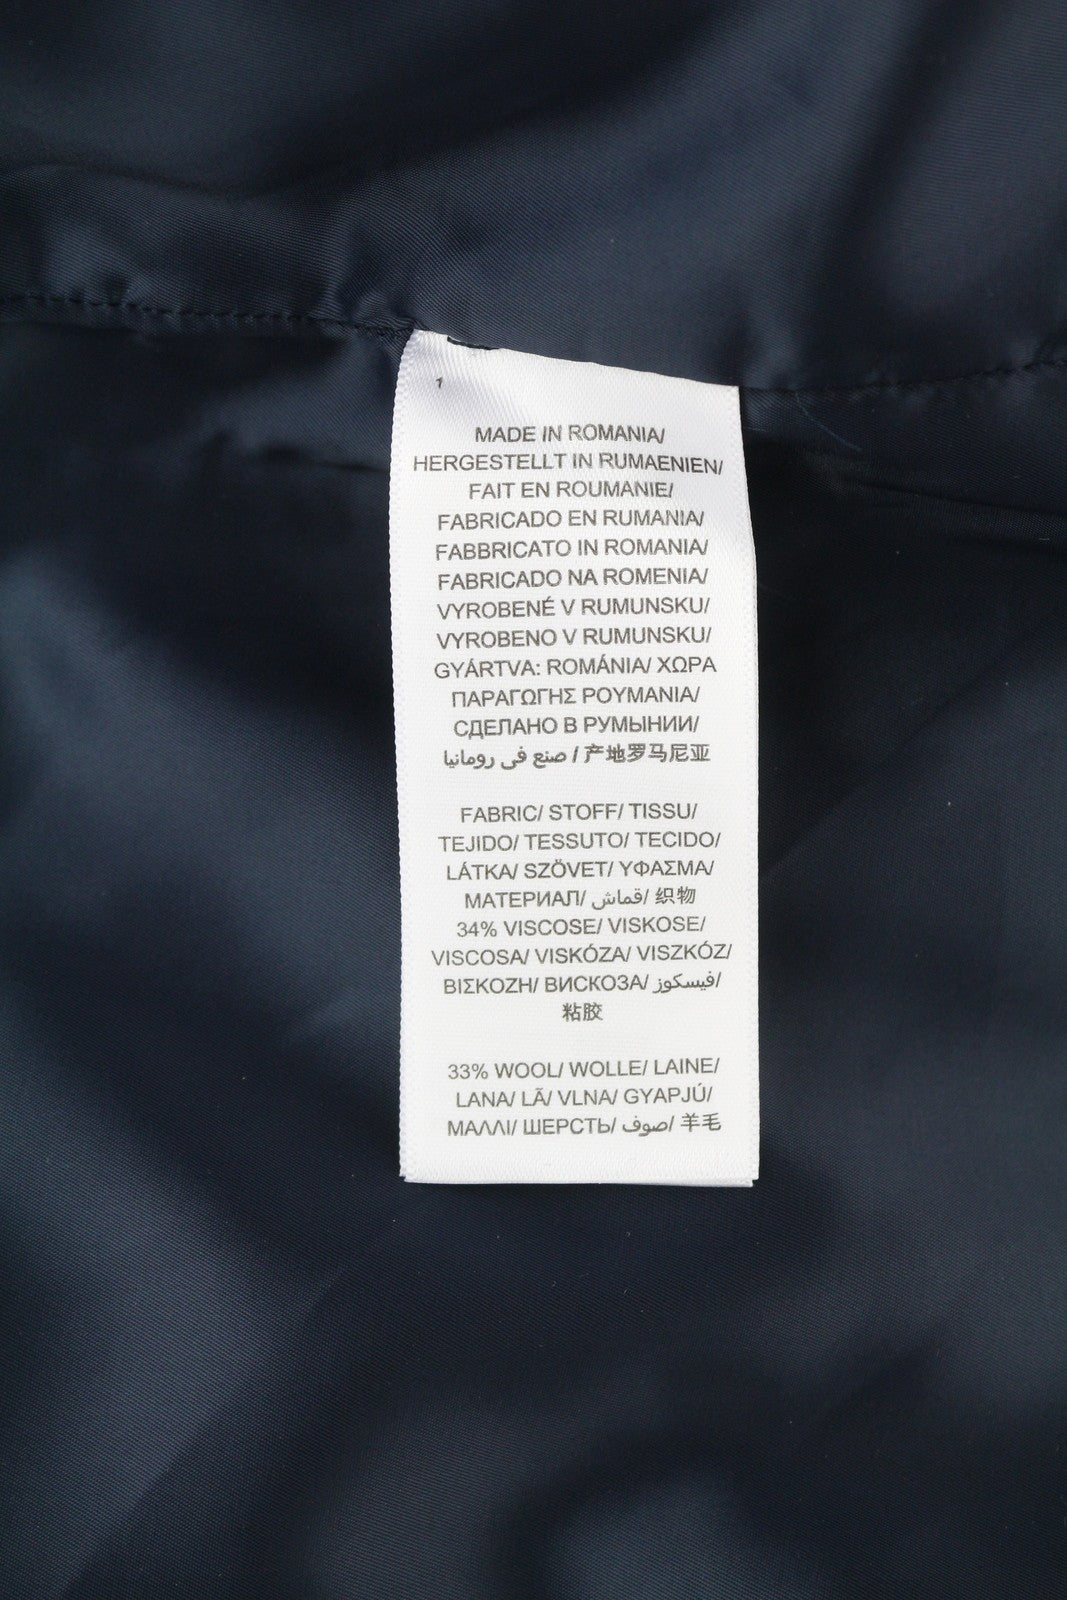 1
MADE IN ROMANIA/
HERGESTELLT IN RUMAENIEN/
FAIT EN ROUMANIE/
FABRICADO EN RUMANIA/
FABBRICATO IN ROMANIA/
FABRICADO NA ROMENIA/
VYROBENÉ V RUMUNSKU/
VYROBENO V RUMUNSKU/
GYÁRTVA: ROMÁNIA/ ΧΩΡΑ
ΠΑΡΑΓΩΓΗΣ ΡΟΥΜΑΝΙΑ/
СДЕЛАНО В РУМЫНИИ/
صنع في رومانيا / 产地罗马尼亚
FABRIC/ STOFF/ TISSU/
TEJIDO/ TESSUTO/ TECIDO/
LÁTKA/ SZÖVET/ ΥΦΑΣΜΑ/
МАТЕРИАЛ/ قماش/ 织物
34% VISCOSE/ VISKOSE/
VISCOSA/ VISKÓZA/ VISZKÓZ/
ΒΙΣΚΟΖΗ/ ВИСКОЗА/ فيسكوز/
粘胶
33% WOOL/ WOLLE/ LAINE/
LANA/ LÃ/ VLNA/ GYAPJÚ/
ΜΑΛΛΙ/ ШЕРСТЬ/ صوف/ 羊毛